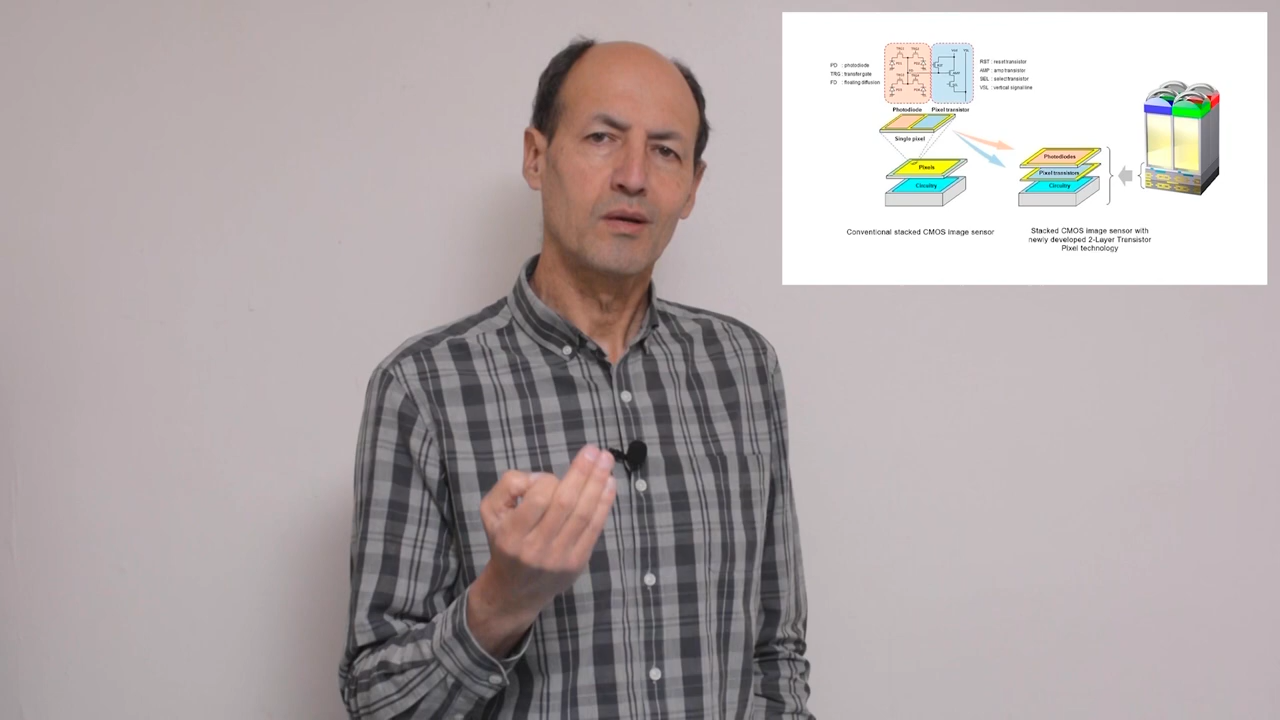 PD : photodiode
TRG : transfer gate
FD : floating diffusion
RST : reset transistor
AMP : amp transistor
SEL : select transistor
VSL : vertical signal line
Photodiode
Pixel transistor
Single pixel
Pixels
Circuitry
Photodiodes
Pixel transistors
Circuitry
Conventional stacked CMOS image sensor
Stacked CMOS image sensor with
newly developed 2-Layer Transistor
Pixel technology